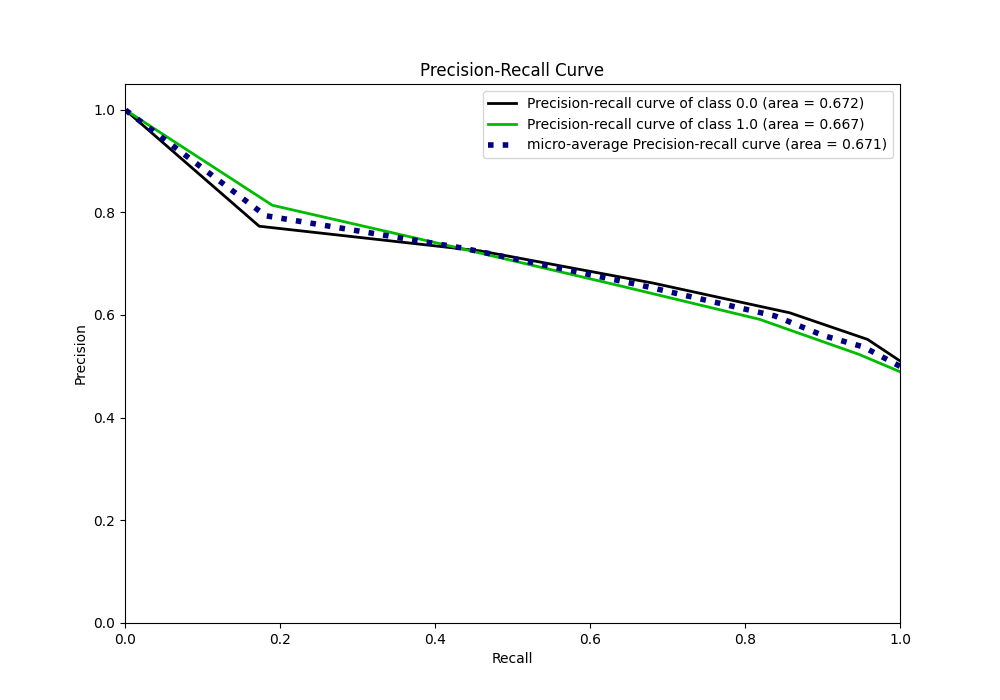 Precision-Recall Curve
Precision-recall curve of class 0.0 (area = 0.672)
Precision-recall curve of class 1.0 (area = 0.667)
micro-average Precision-recall curve (area = 0.671)
1.0
0.8
0.6
0.4
0.2
0.0
Precision
0.0 0.2 0.4 0.6 0.8 1.0
Recall